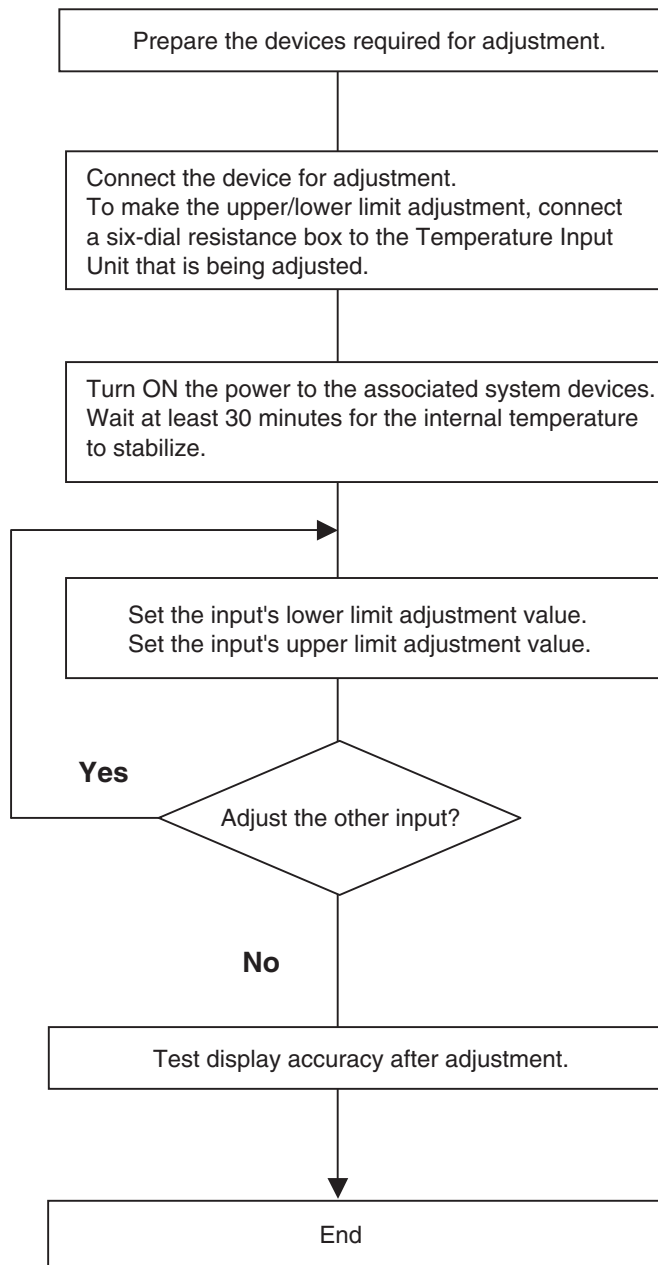 Prepare the devices required for adjustment.
Connect the device for adjustment.
To make the upper/lower limit adjustment, connect
a six-dial resistance box to the Temperature Input
Unit that is being adjusted.
Turn ON the power to the associated system devices.
Wait at least 30 minutes for the internal temperature
to stabilize.
Set the input's lower limit adjustment value.
Set the input's upper limit adjustment value.
Yes
Adjust the other input?
No
Test display accuracy after adjustment.
End